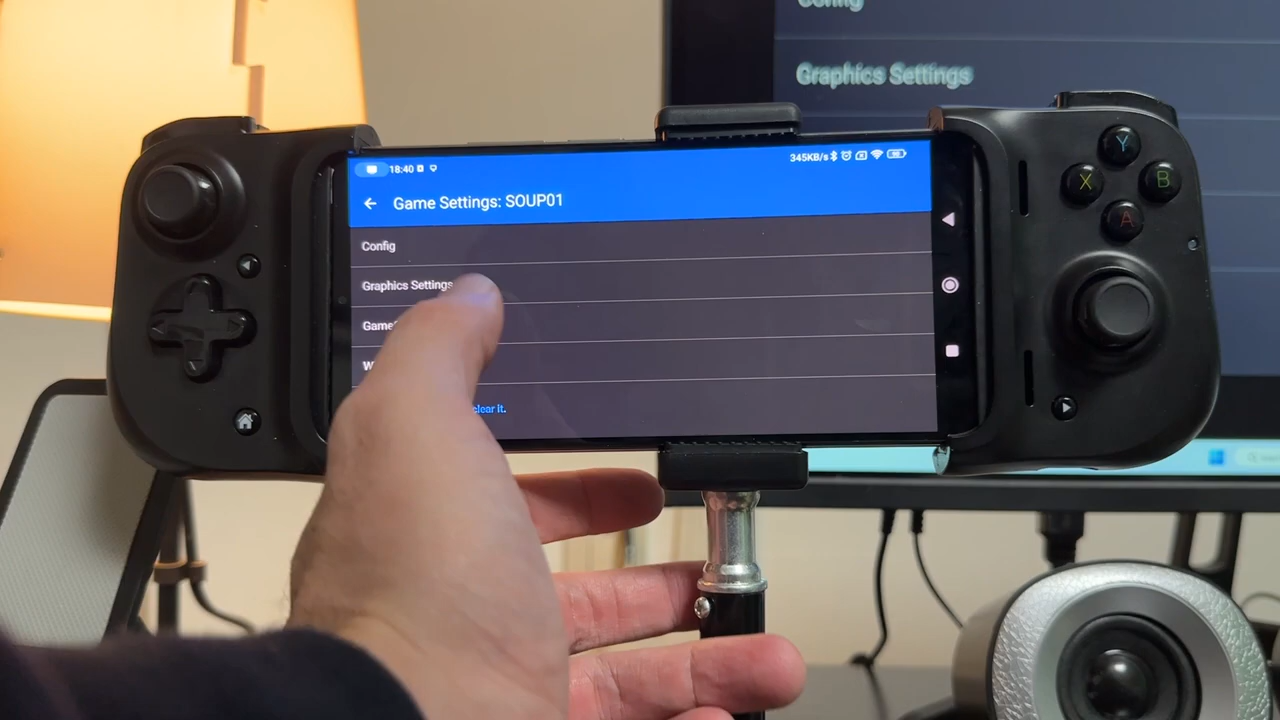 Config
Graphics Settings
18:40
345KB/s
Game Settings: SOUP01
Config
Graphics Settings
Game
W
clear it.
Y
X
B
A